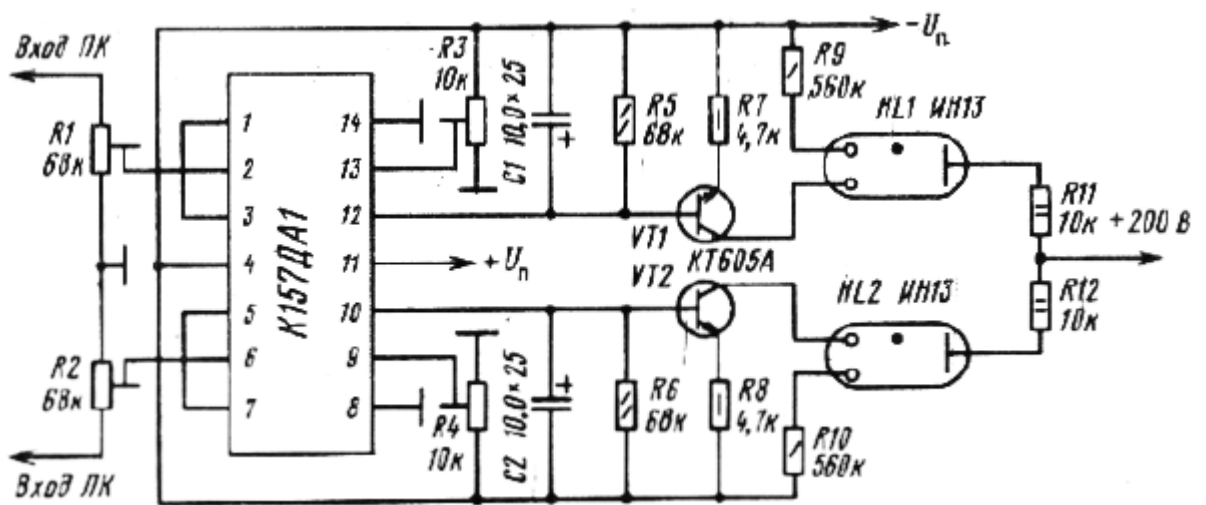 Вход ПК
R1
68к
R2
68к
Вход ЛК
К157ДА1
1
2
3
4
5
6
7
14
13
12
11
10
9
8
R3
10к
R4
10к
C1 10,0×25
C2 10,0×25
+Uп
R5
68к
R6
68к
R7
4,7к
R8
4,7к
VT1
КТ605А
VT2
-Uп
R9
560к
R10
560к
HL1 ИН13
HL2 ИН13
R11
10к
+200 В
R12
10к